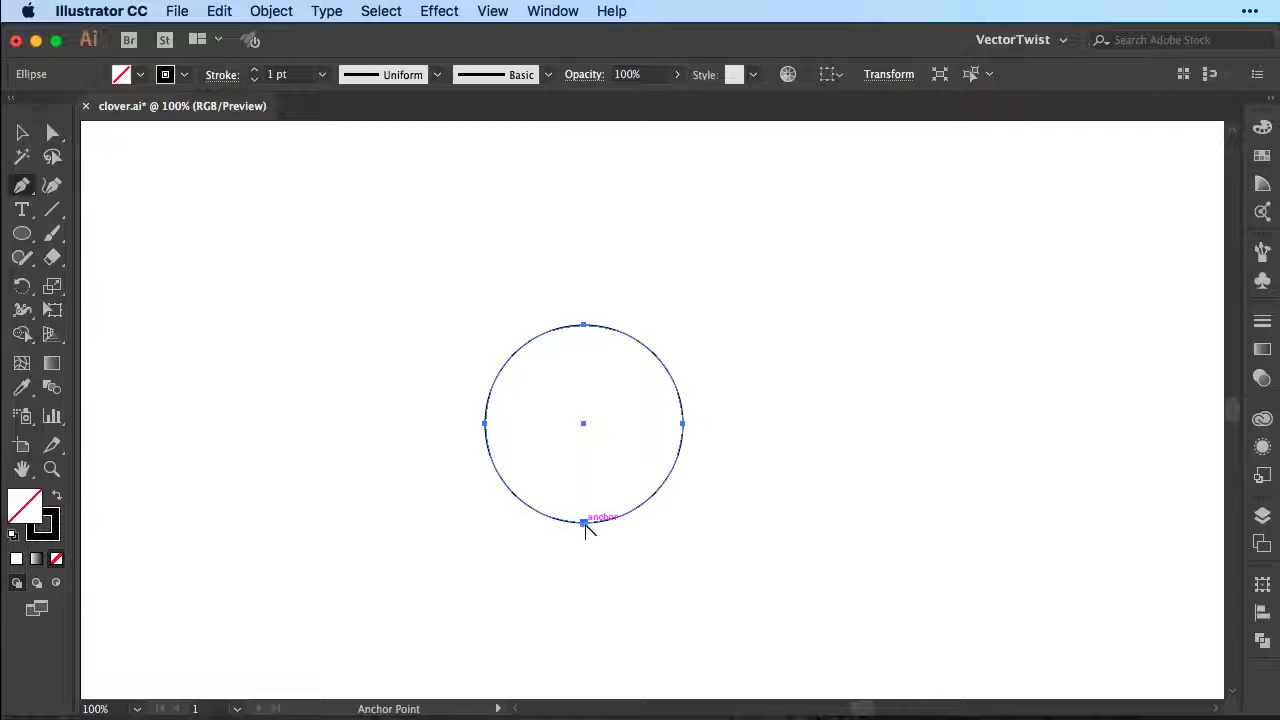 Illustrator CC File Edit Object Type Select Effect View Window Help
Ai Br St VectorTwist Search Adobe Stock
Ellipse Stroke: 1 pt Uniform Basic Opacity: 100% Style: Transform
clover.ai* @ 100% (RGB/Preview)
T
anchor
100% 1 Anchor Point